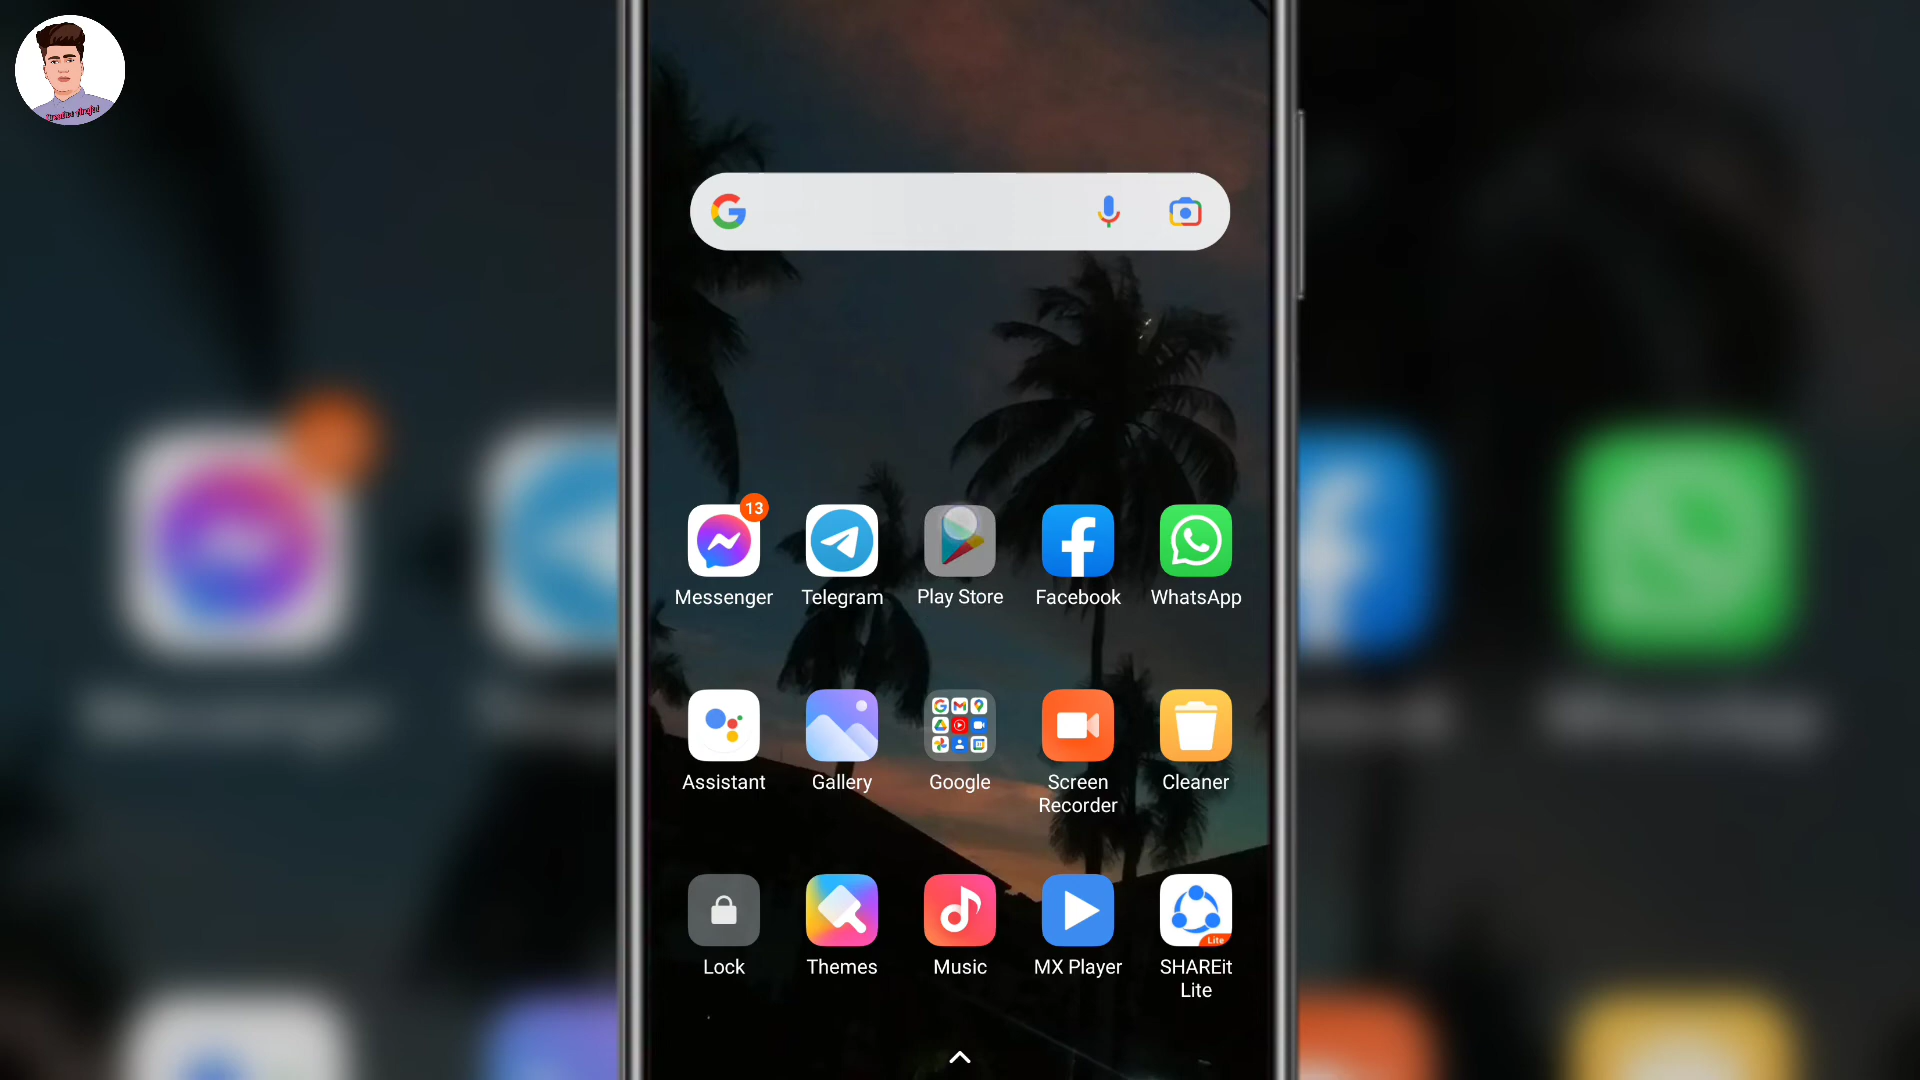 13
Messenger
Telegram
Play Store
Facebook
WhatsApp
Assistant
Gallery
Google
Screen
Recorder
Cleaner
Lock
Themes
Music
MX Player
Lite
SHAREit
Lite